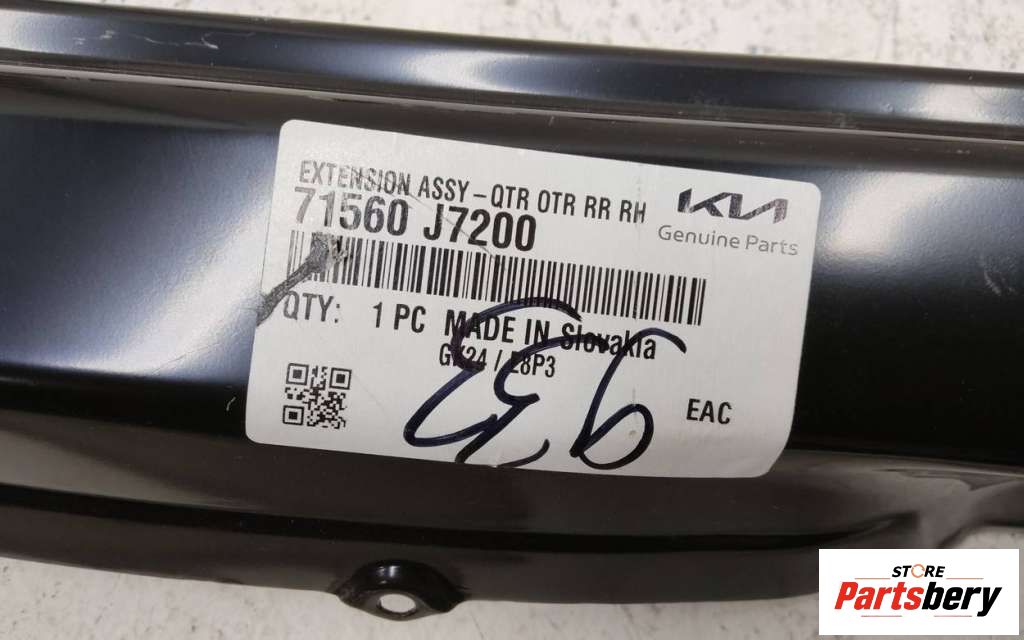 EXTENSION ASSY-QTR OTR RR RH
71560 J7200
KIA
Genuine Parts
QTY: 1 PC MADE IN Slovakia
/ E8P3
EAC
STORE
Partsbery